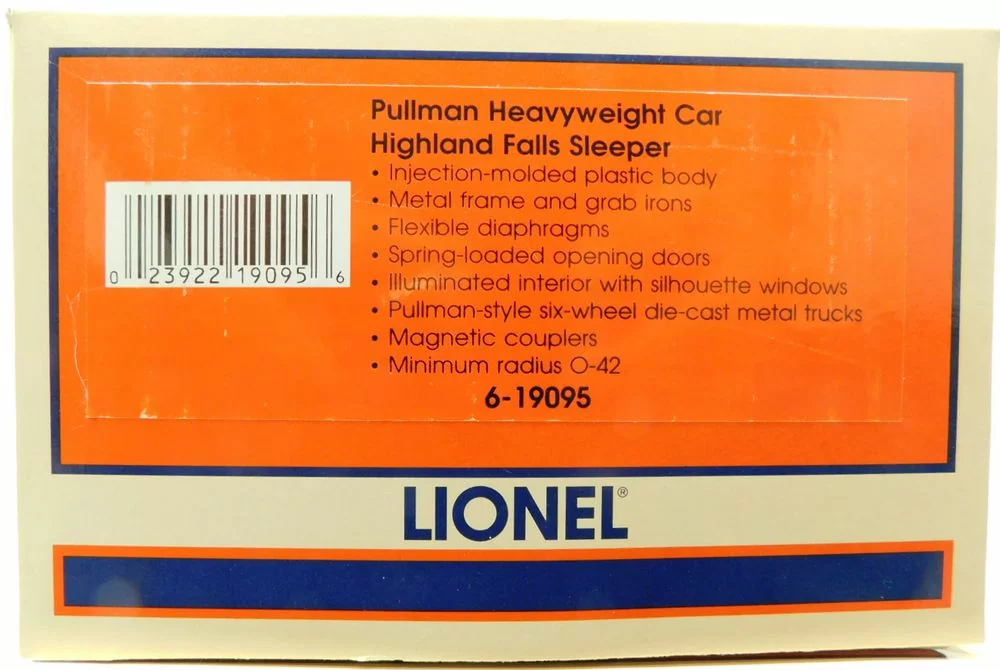 Pullman Heavyweight Car
Highland Falls Sleeper
• Injection-molded plastic body
• Metal frame and grab irons
• Flexible diaphragms
• Spring-loaded opening doors
• Illuminated interior with silhouette windows
• Pullman-style six-wheel die-cast metal trucks
• Magnetic couplers
• Minimum radius O-42
6-19095
0 23922 19095 6
LIONEL®